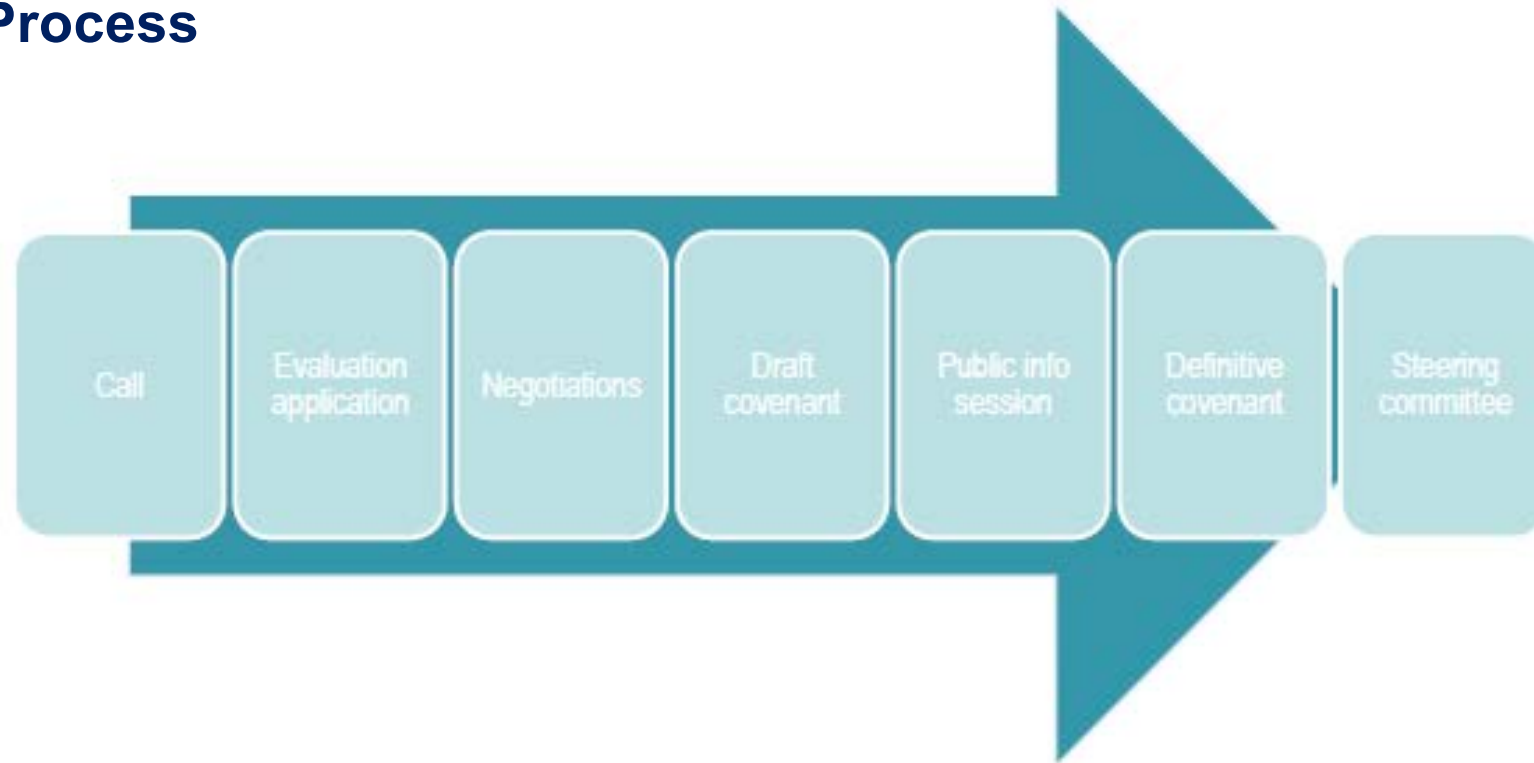 Process
Call
Evaluation
application
Negotiations
Draft
covenant
Public info
session
Definitive
covenant
Steering
committee